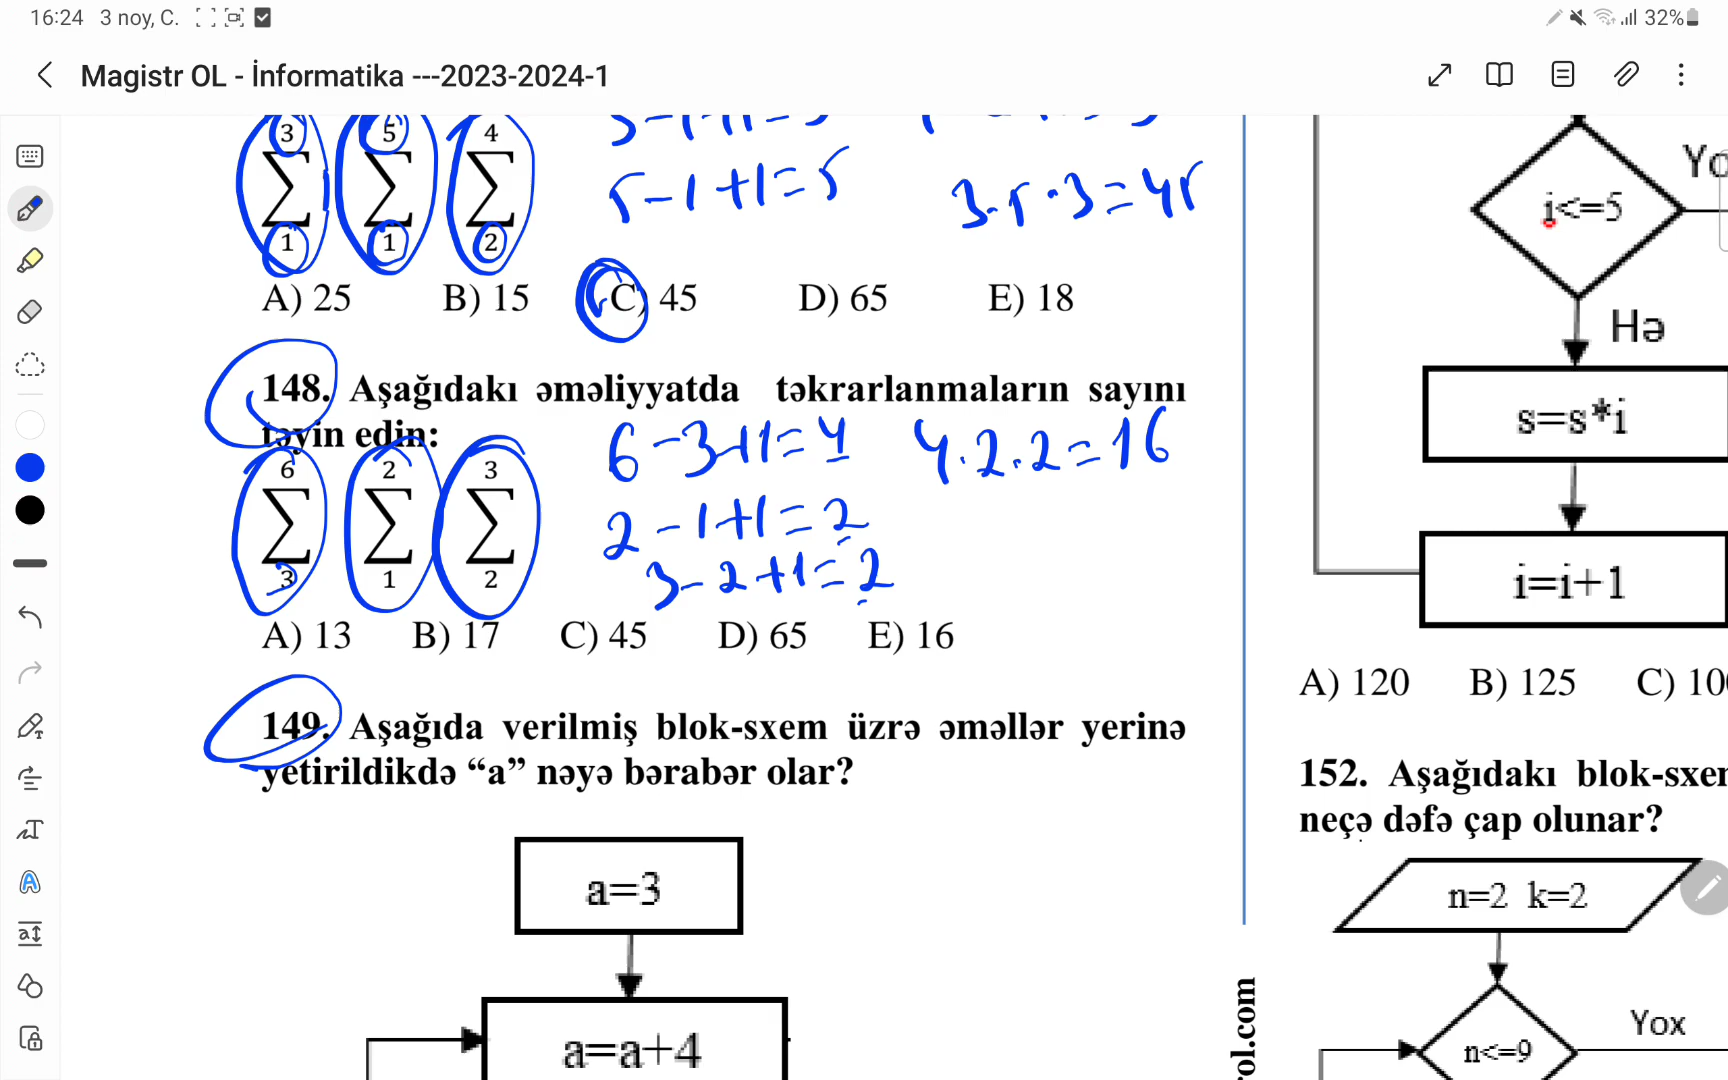 16:24 3 noy, C. 32%
Magistr OL - İnformatika ---2023-2024-1
3 5 4
∑ ∑ ∑
1 1 2
5-1+1=5
3·5·3=45
A) 25 B) 15 C) 45 D) 65 E) 18
148. Aşağıdakı əməliyyatda təkrarlanmaların sayını
təyin edin:
6 2 3
∑ ∑ ∑
3 1 2
6-3+1=4 4·2·2=16
2-1+1=2
3-2+1=2
A) 13 B) 17 C) 45 D) 65 E) 16
149. Aşağıda verilmiş blok-sxem üzrə əməllər yerinə
yetirildikdə “a” nəyə bərabər olar?
a=3
a=a+4
i<=5
Hə
s=s*i
i=i+1
A) 120 B) 125 C)
152. Aşağıdakı
neçə dəfə çap olunar?
n=2 k=2
Yox
n<=9